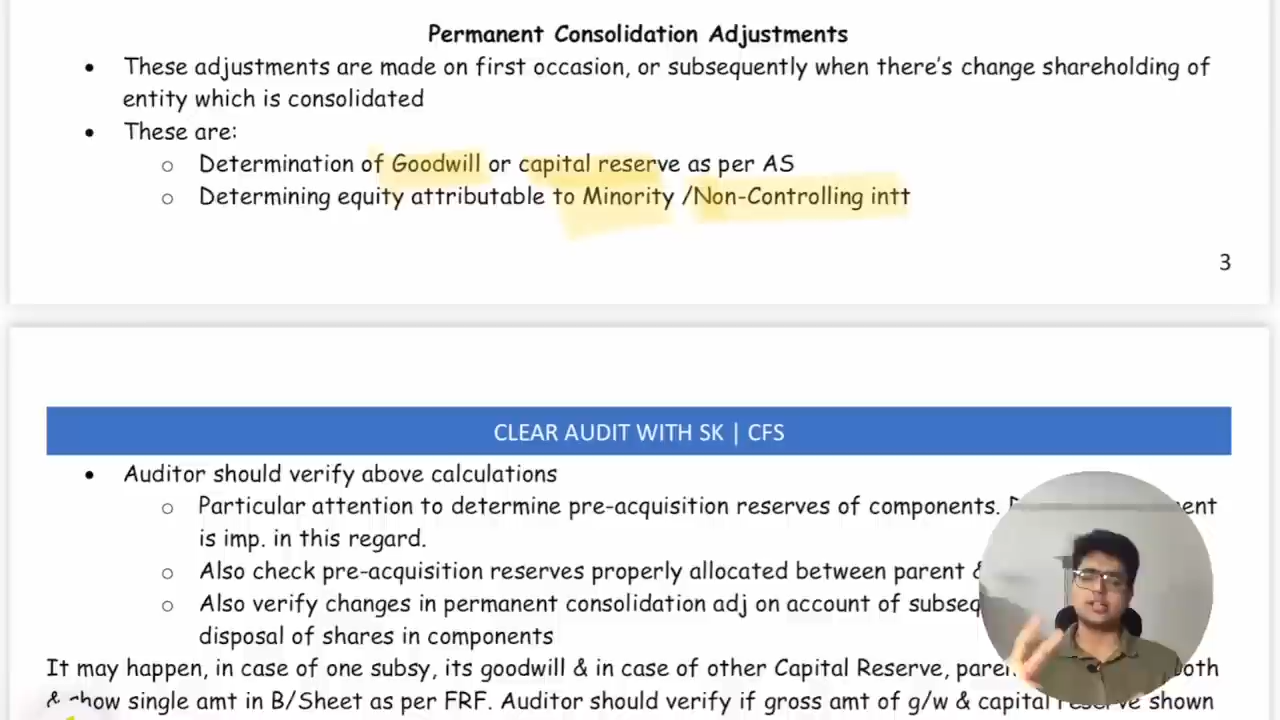 Permanent Consolidation Adjustments
• These adjustments are made on first occasion, or subsequently when there's change shareholding of
entity which is consolidated
• These are:
o Determination of Goodwill or capital reserve as per AS
o Determining equity attributable to Minority /Non-Controlling intt
3
CLEAR AUDIT WITH SK | CFS
• Auditor should verify above calculations
o Particular attention to determine pre-acquisition reserves of components.
is imp. in this regard.
o Also check pre-acquisition reserves properly allocated between parent &
o Also verify changes in permanent consolidation adj on account of
disposal of shares in components
It may happen, in case of one subsy, its goodwill & in case of other Capital Reserve, both
& show single amt in B/Sheet as per FRF. Auditor should verify if gross amt of g/w & capital reserve shown